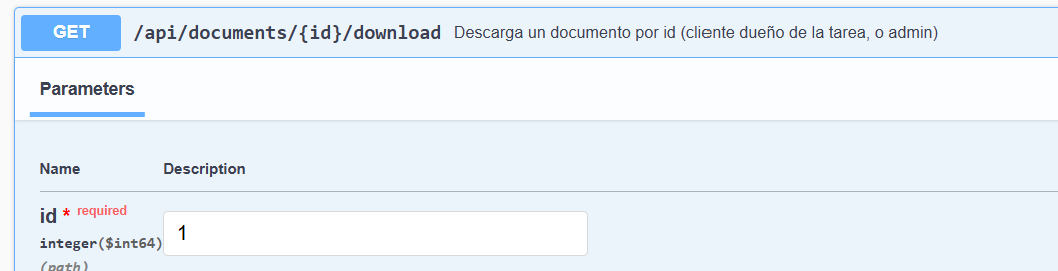 GET /api/documents/{id}/download Descarga un documento por id (cliente dueño de la tarea, o admin)
Parameters
Name Description
id * required
1
integer($int64)
(path)